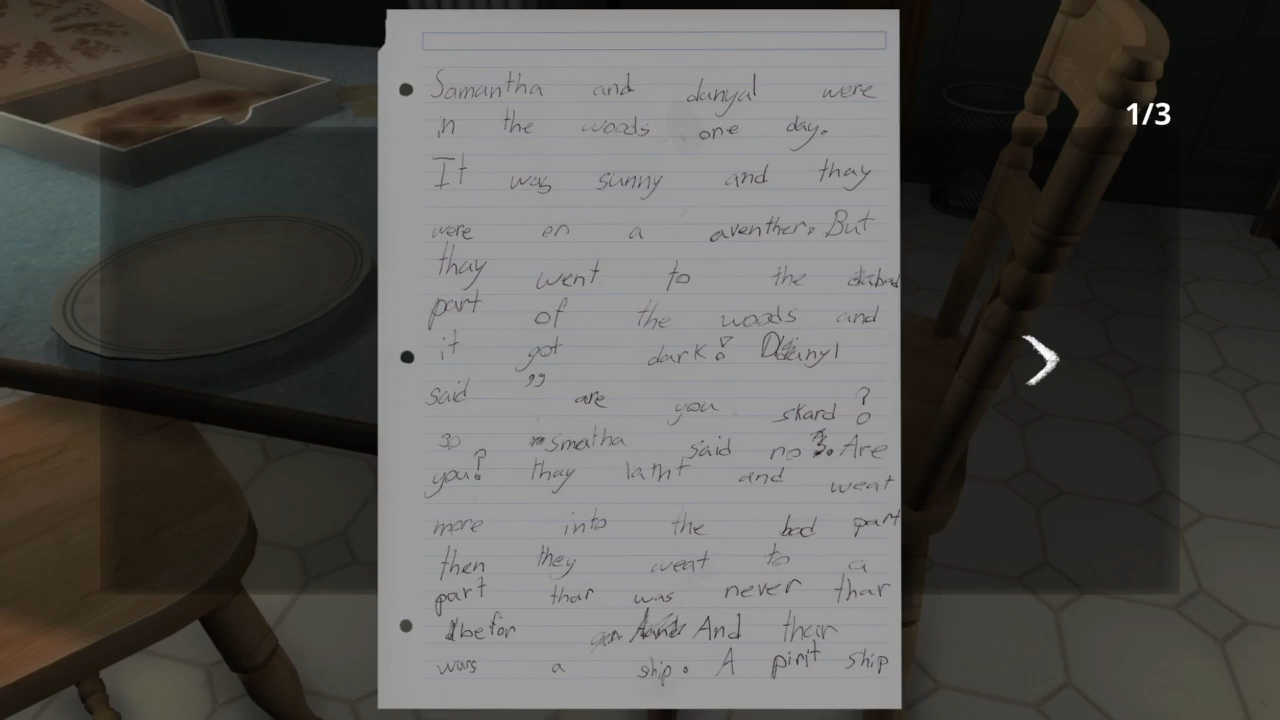 Samantha and danyal were
in the woods one day.
It was sunny and thay
were on a aventher. But
thay went to the
part of the woods and
it got dark! Danyl
said " are you skard?
so smatha said no. Are
you? thay latht and weat
more into the bad part
then they weat to a
part thar was never thar
befor And thar
wars a ship. A pirit ship
1/3